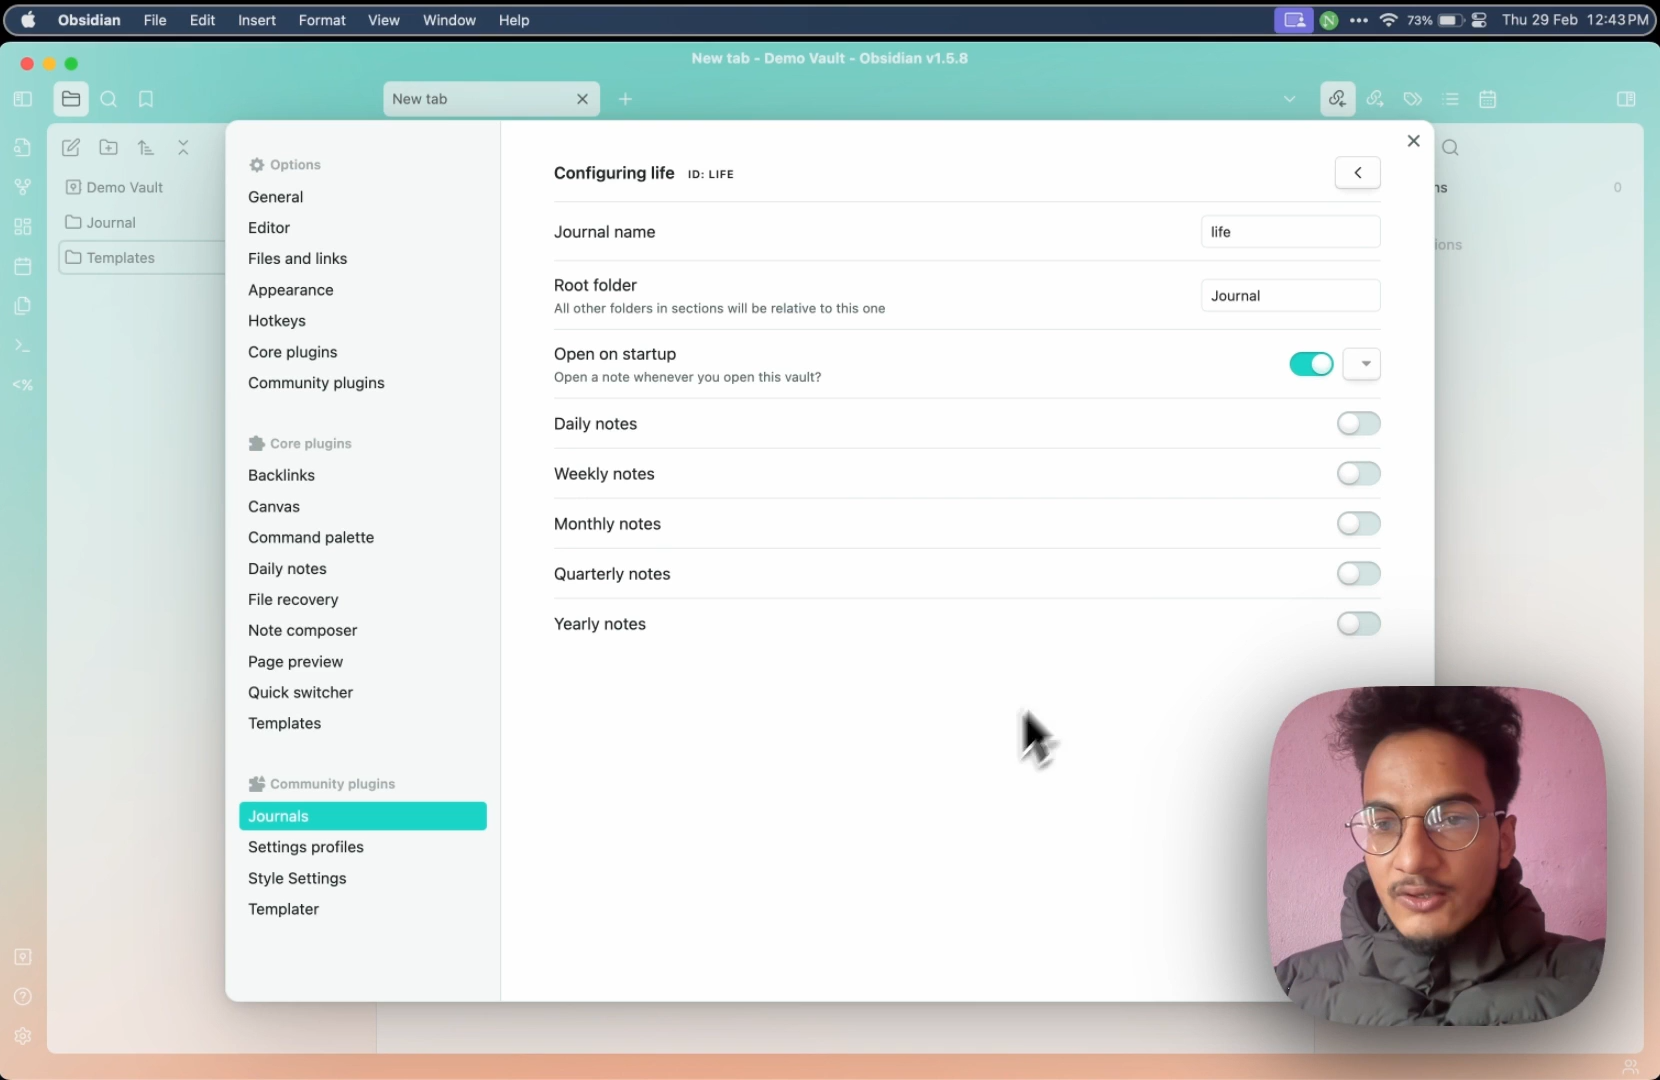 Obsidian File Edit Insert Format View Window Help 73% Thu 29 Feb 12:43PM
New tab - Demo Vault - Obsidian v1.5.8
New tab
Demo Vault
Journal
Templates
Options
General
Editor
Files and links
Appearance
Hotkeys
Core plugins
Community plugins
Core plugins
Backlinks
Canvas
Command palette
Daily notes
File recovery
Note composer
Page preview
Quick switcher
Templates
Community plugins
Journals
Settings profiles
Style Settings
Templater
Configuring life ID: LIFE
Journal name life
Root folder
All other folders in sections will be relative to this one
Journal
Open on startup
Open a note whenever you open this vault?
Daily notes
Weekly notes
Monthly notes
Quarterly notes
Yearly notes
0